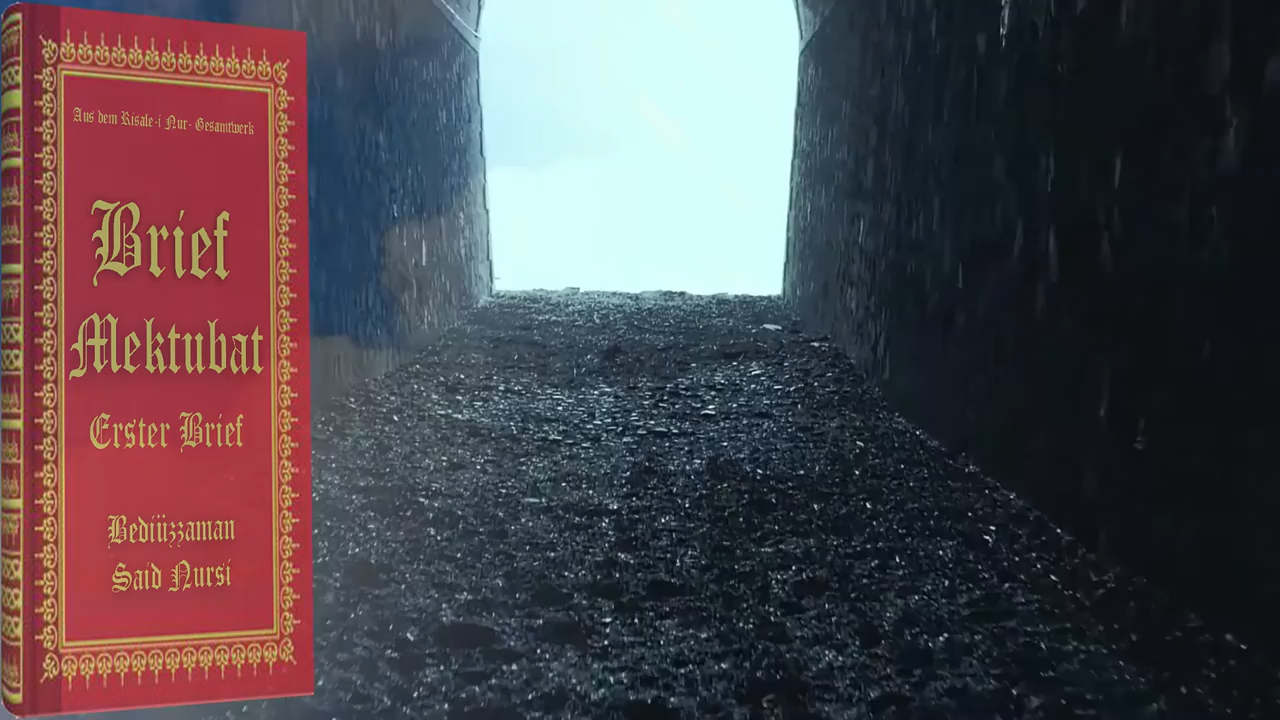 Aus dem Risale-i Nur- Gesamtwerk
Brief
Mektubat
Erster Brief
Bediüzzaman
Said Nursi